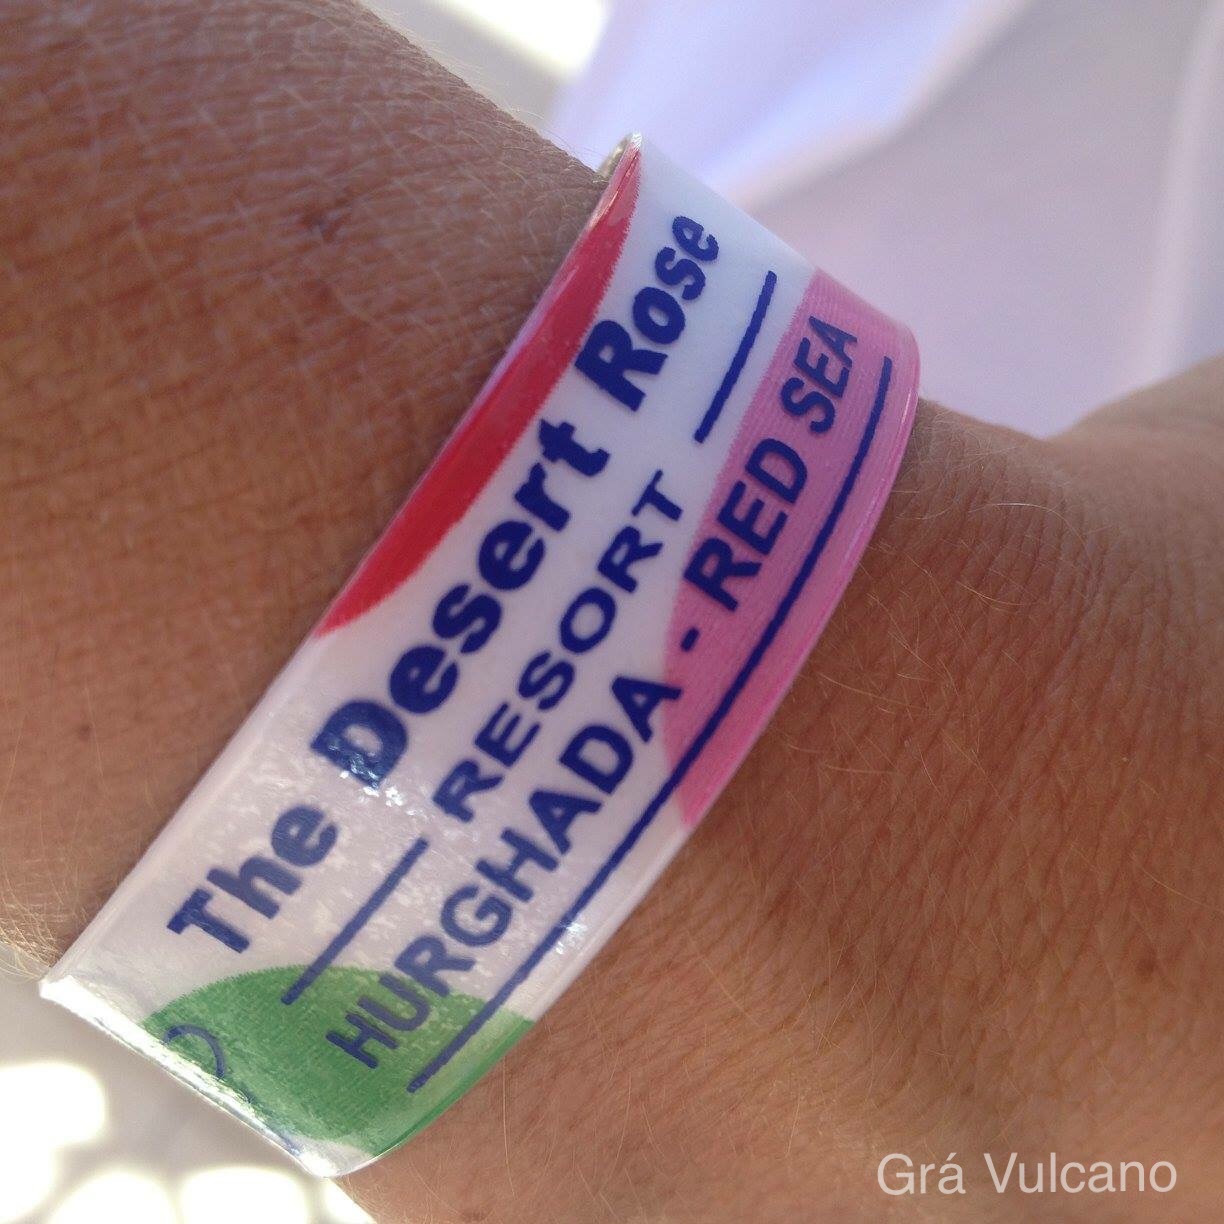 The Desert Rose
RESORT
HURGHADA - RED SEA
Grá Vulcano